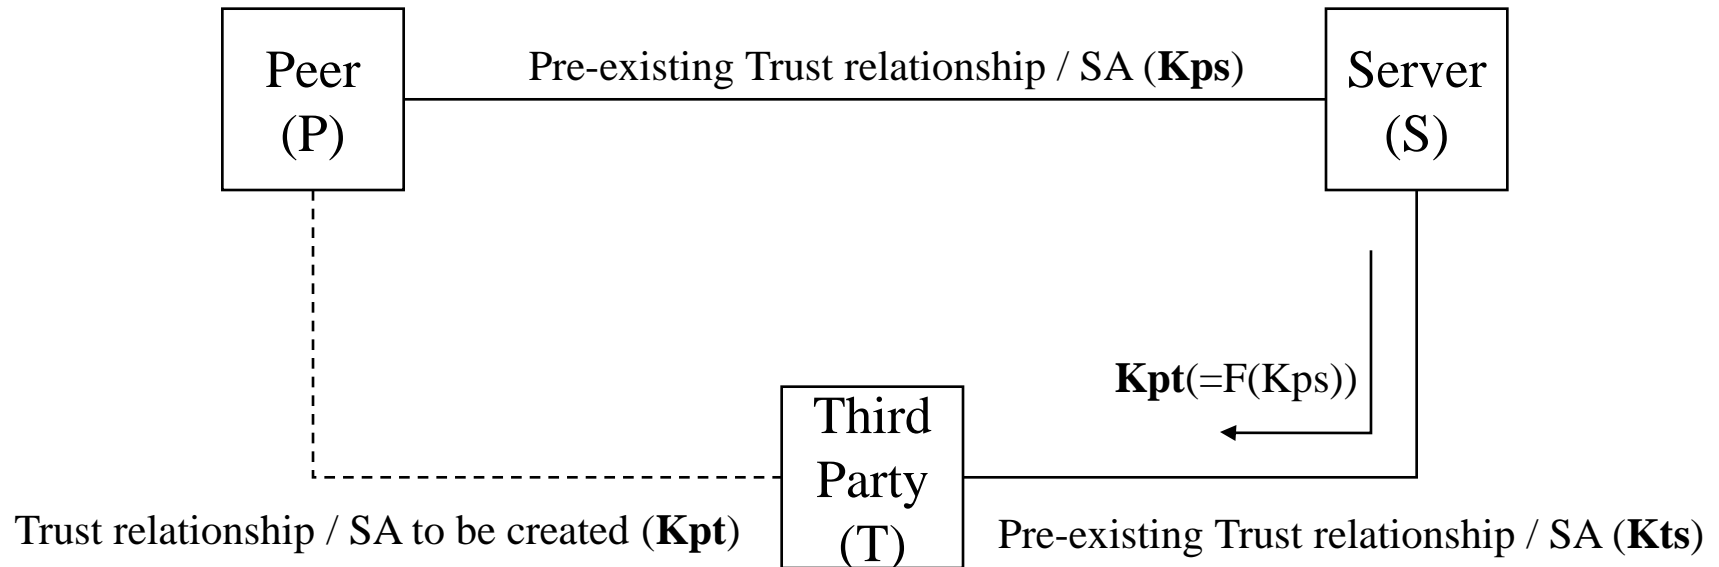 Peer
(P)
Pre-existing Trust relationship / SA (Kps)
Server
(S)
Kpt(=F(Kps))
Third
Party
(T)
Trust relationship / SA to be created (Kpt)
Pre-existing Trust relationship / SA (Kts)